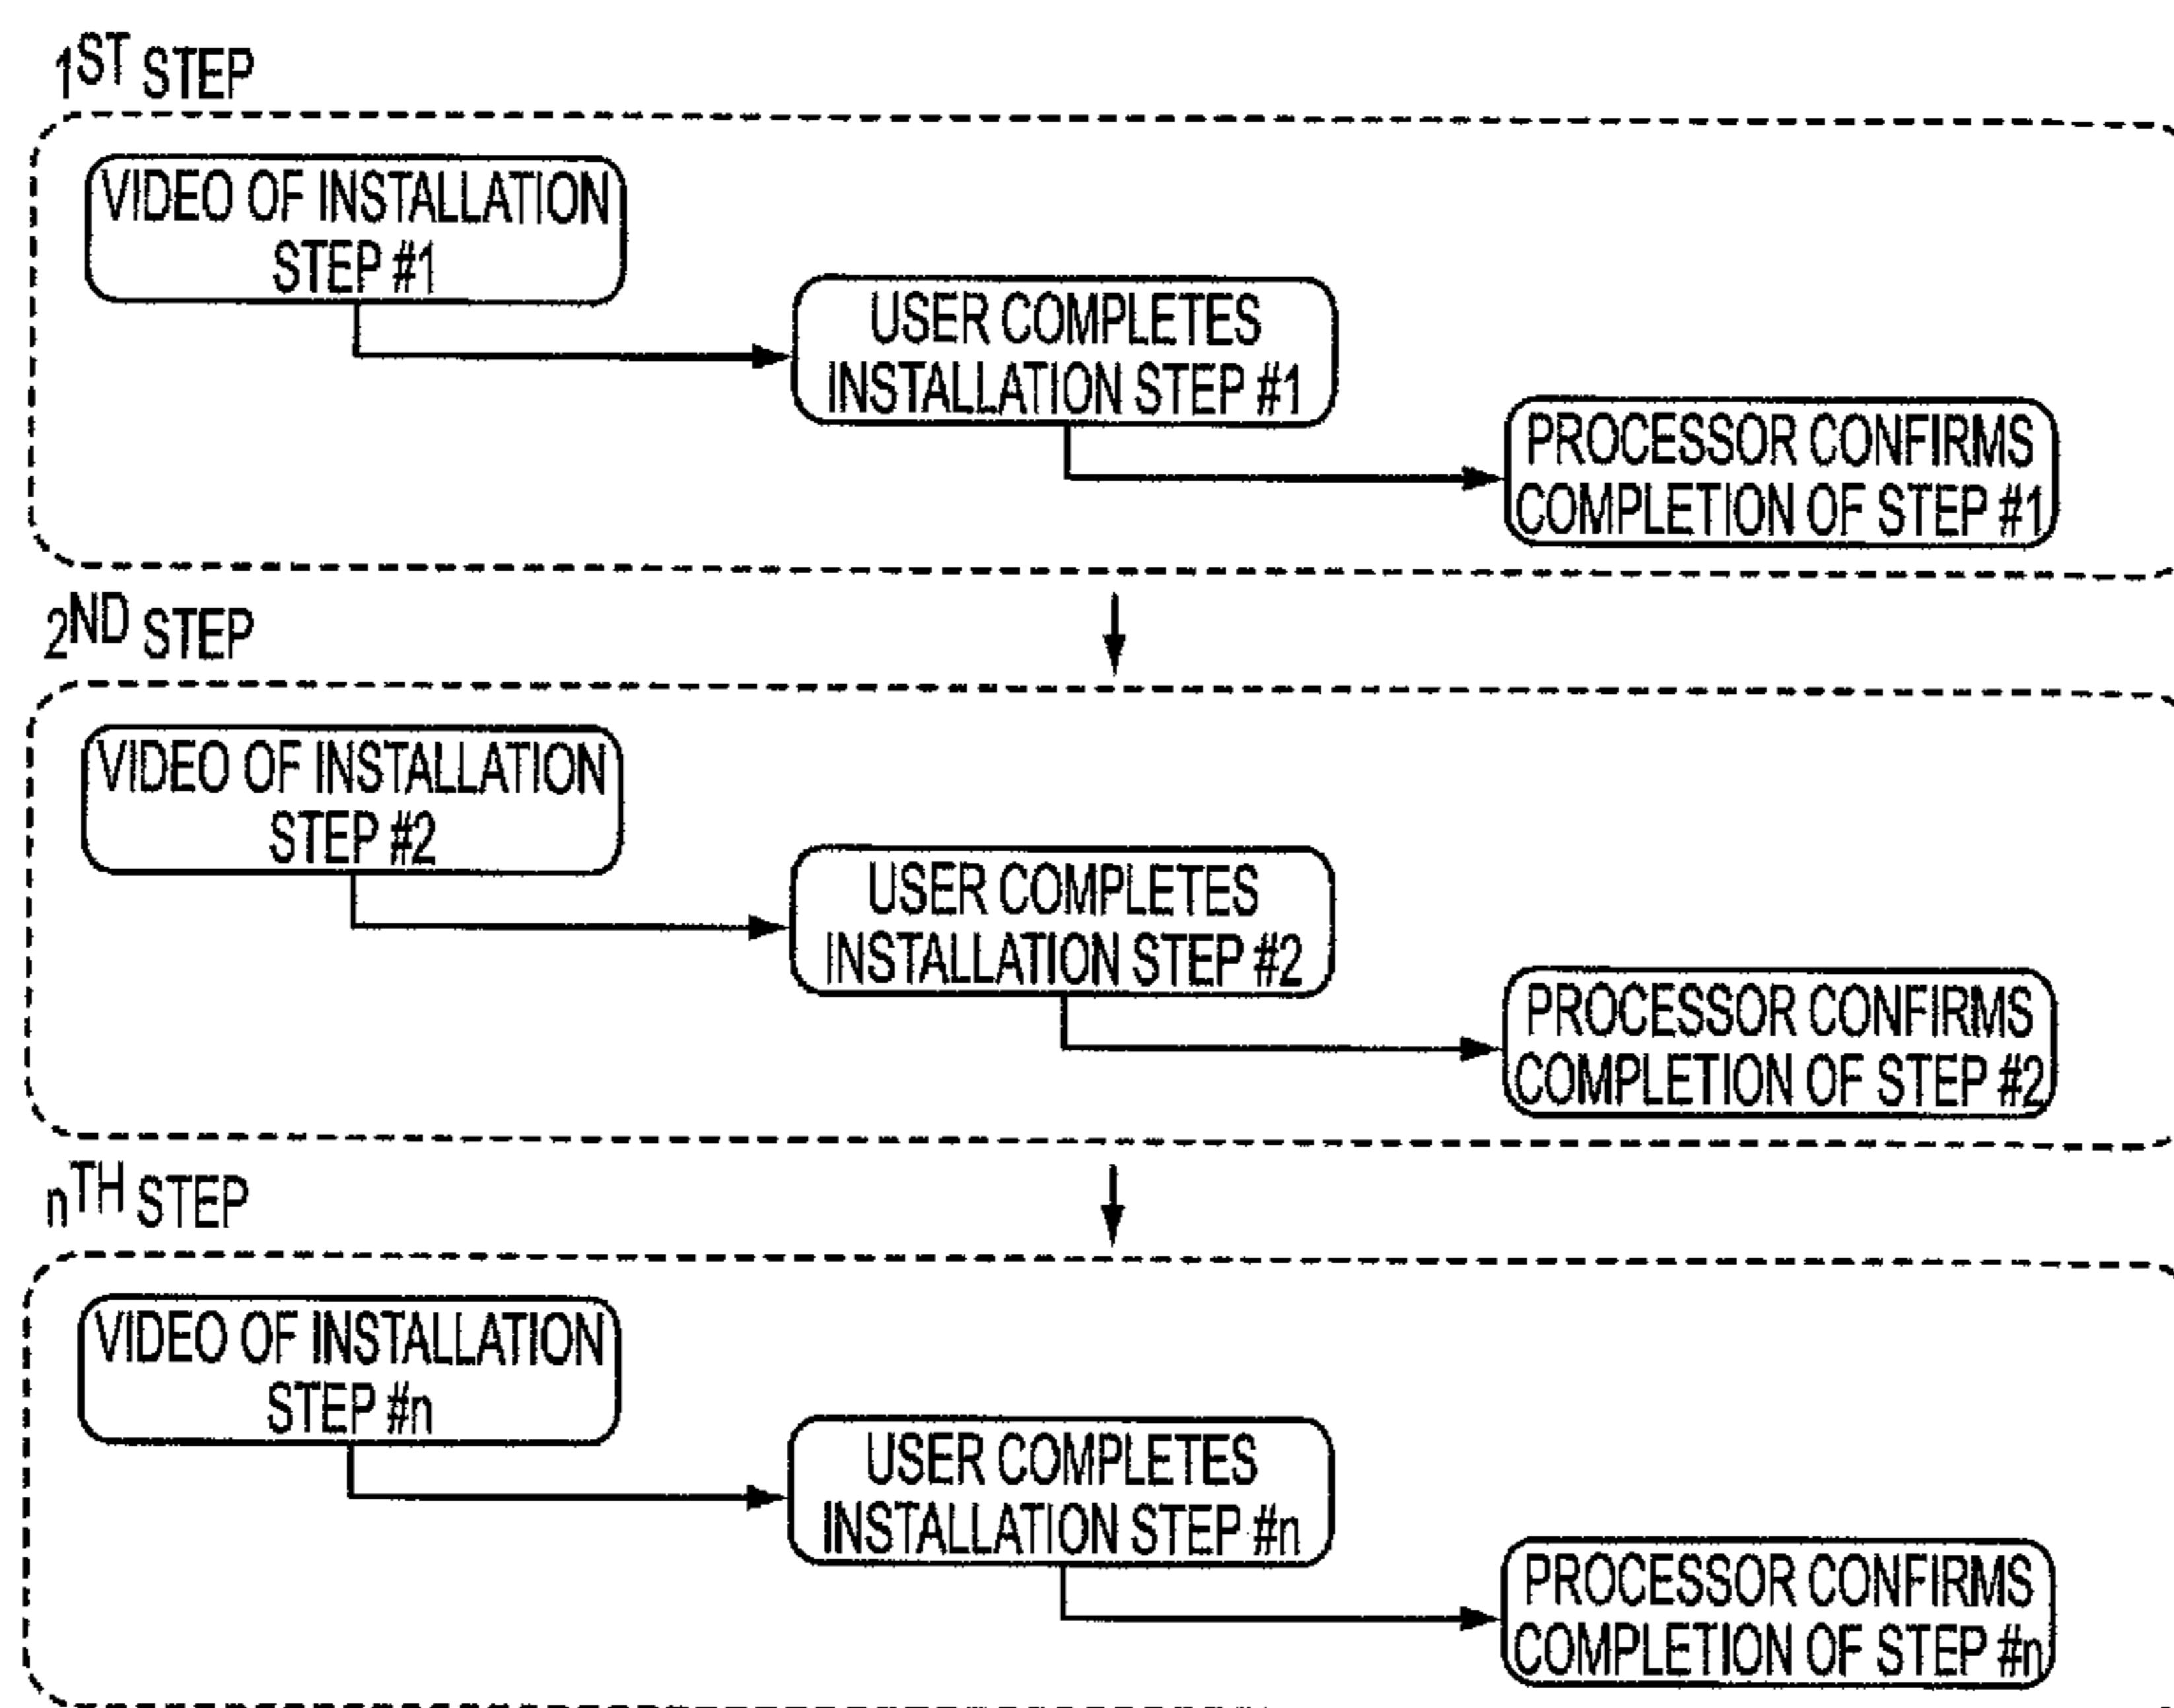 1ST STEP
VIDEO OF INSTALLATION
STEP #1
USER COMPLETES
INSTALLATION STEP #1
PROCESSOR CONFIRMS
COMPLETION OF STEP #1
2ND STEP
VIDEO OF INSTALLATION
STEP #2
USER COMPLETES
INSTALLATION STEP #2
PROCESSOR CONFIRMS
COMPLETION OF STEP #2
nTH STEP
VIDEO OF INSTALLATION
STEP #n
USER COMPLETES
INSTALLATION STEP #n
PROCESSOR CONFIRMS
COMPLETION OF STEP #n